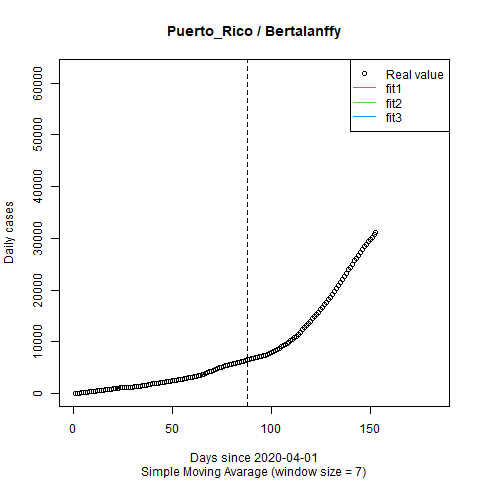 Puerto_Rico / Bertalanffy
Real value
fit1
fit2
fit3
Daily cases
60000
50000
40000
30000
20000
10000
0
0 50 100 150
Days since 2020-04-01
Simple Moving Avarage (window size = 7)